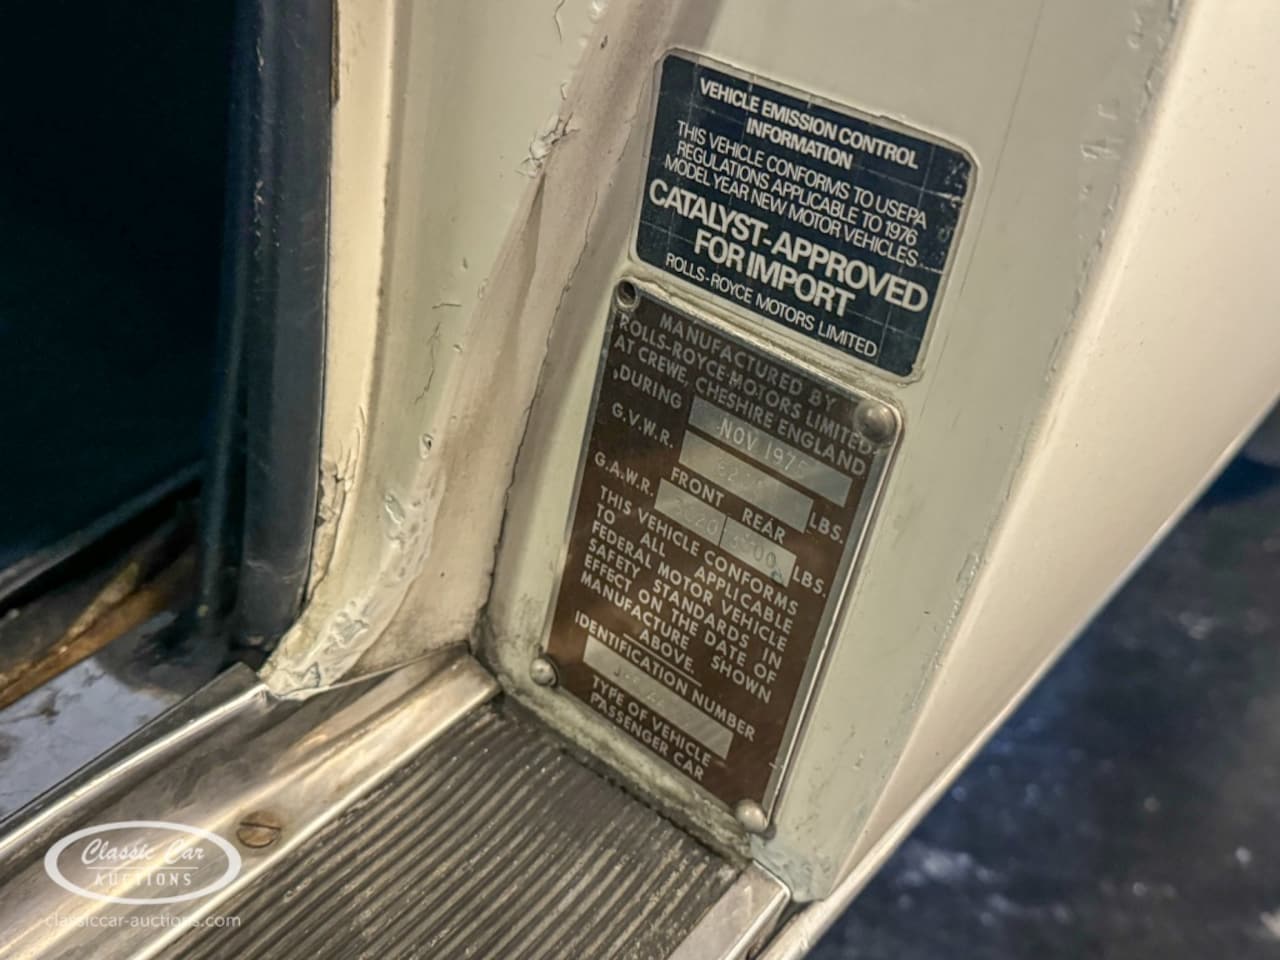 VEHICLE EMISSION CONTROL
INFORMATION
THIS VEHICLE CONFORMS TO USEPA
REGULATIONS APPLICABLE TO 1976
MODEL YEAR NEW MOTOR VEHICLES
CATALYST-APPROVED
FOR IMPORT
ROLLS-ROYCE MOTORS LIMITED
MANUFACTURED BY
ROLLS-ROYCE MOTORS LIMITED
AT CREWE, CHESHIRE ENGLAND
DURING NOV 1975
G.V.W.R. LBS.
FRONT REAR
G.A.W.R. LBS.
THIS VEHICLE CONFORMS
TO ALL APPLICABLE
FEDERAL MOTOR VEHICLE
SAFETY STANDARDS IN
EFFECT ON THE DATE OF
MANUFACTURE SHOWN
ABOVE.
IDENTIFICATION NUMBER
TYPE OF VEHICLE
PASSENGER CAR
Classic Car
AUCTIONS
classiccar-auctions.com